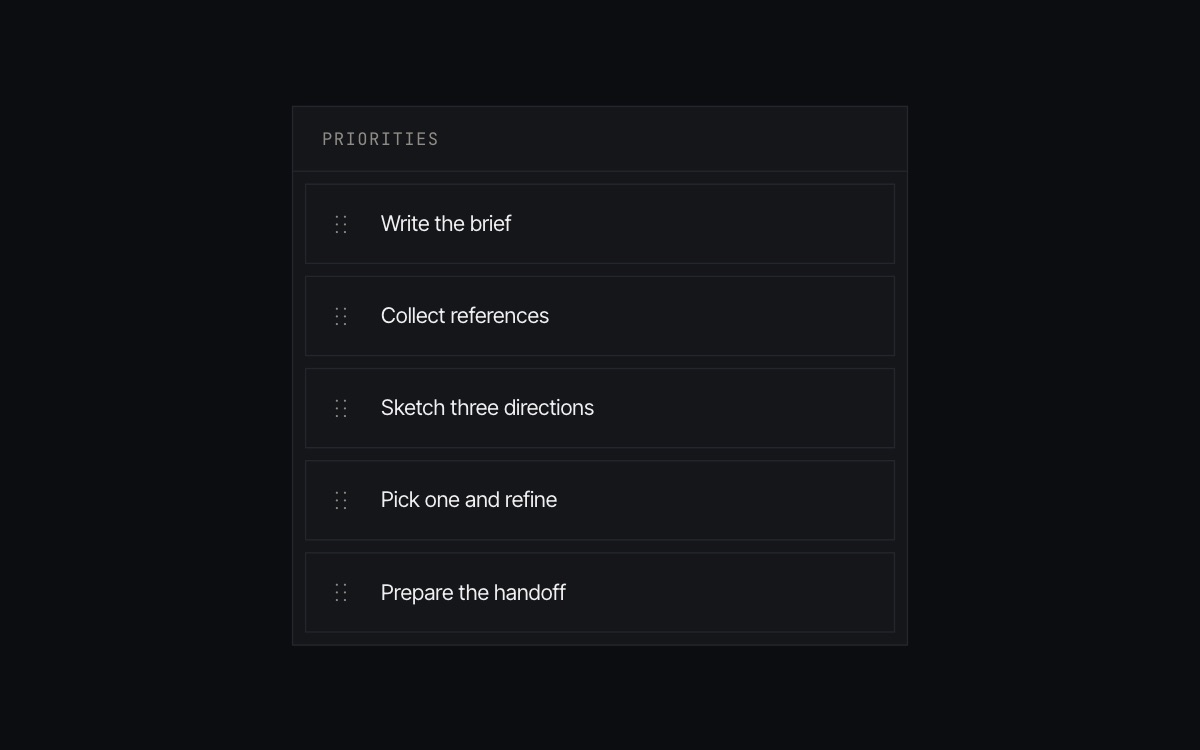 PRIORITIES
Write the brief
Collect references
Sketch three directions
Pick one and refine
Prepare the handoff